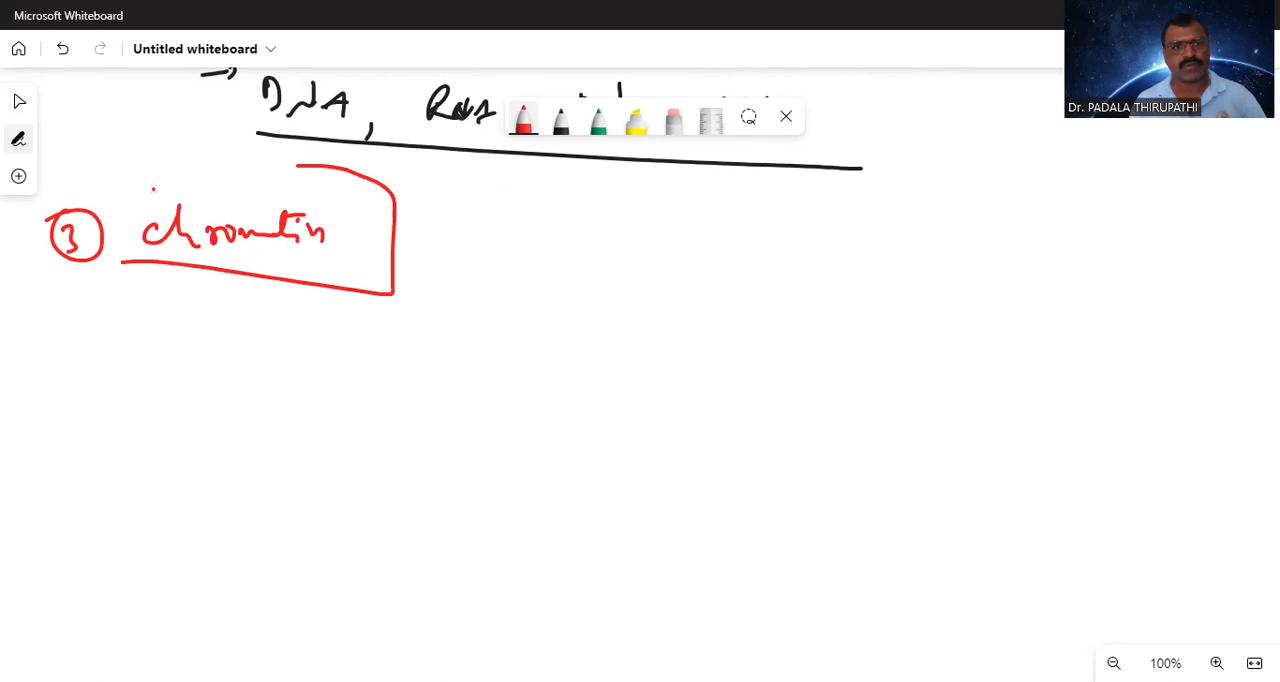 Microsoft Whiteboard
Untitled whiteboard
Dr. PADALA THIRUPATHI
DNA, RNA
③ chromatin
100%